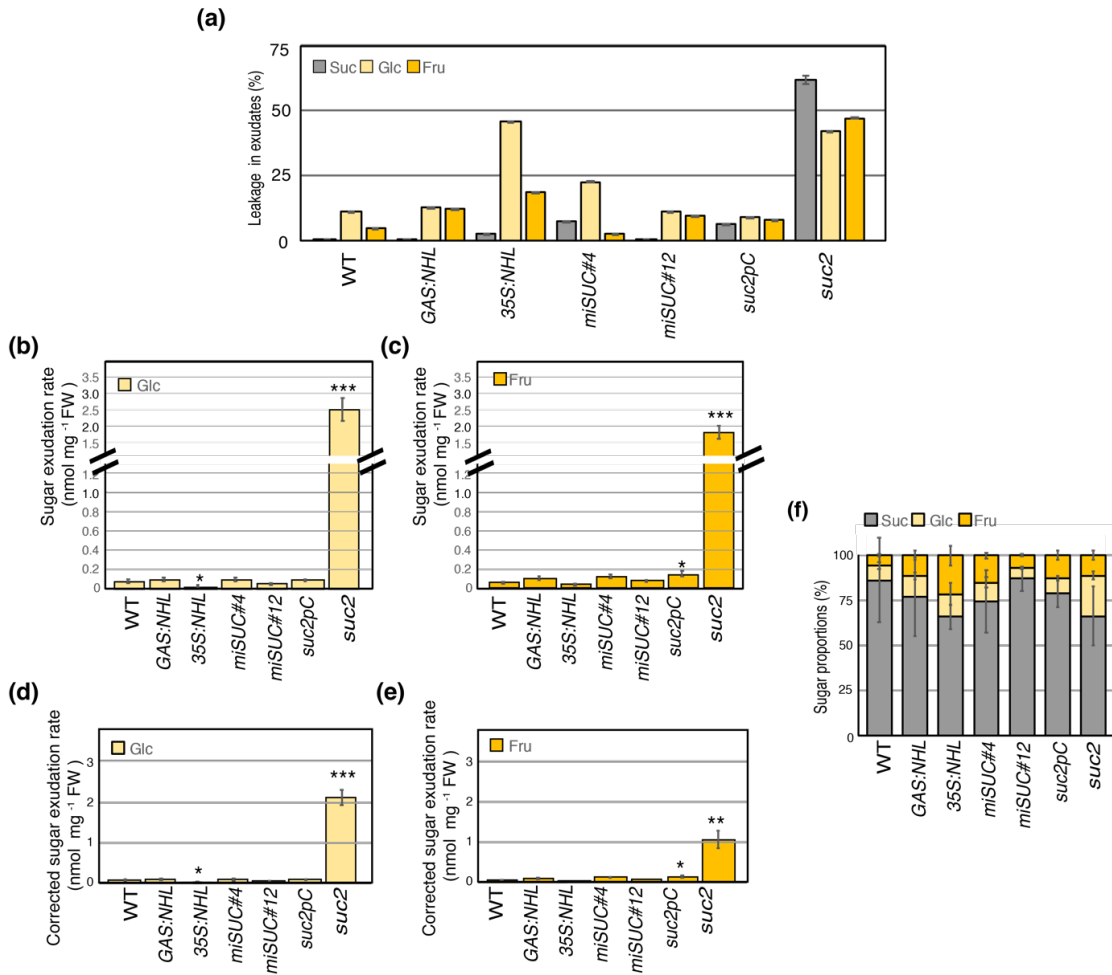 (a)
Leakage in exudates (%)
75
50
25
0
Suc Glc Fru
WT GAS:NHL 35S:NHL miSUC#4 miSUC#12 suc2pC suc2
(b)
Sugar exudation rate
(nmol mg ⁻¹ FW )
3.5
3.0
2.5
2.0
1.5
1.2
1.0
0.8
0.6
0.4
0.2
0
Glc
*
***
WT GAS:NHL 35S:NHL miSUC#4 miSUC#12 suc2pC suc2
(c)
Sugar exudation rate
(nmol mg ⁻¹ FW )
3.5
3.0
2.5
2.0
1.5
1.2
1.0
0.8
0.6
0.4
0.2
0
Fru
*
***
WT GAS:NHL 35S:NHL miSUC#4 miSUC#12 suc2pC suc2
(d)
Corrected sugar exudation rate
(nmol mg ⁻¹ FW )
3
2
1
0
Glc
*
***
WT GAS:NHL 35S:NHL miSUC#4 miSUC#12 suc2pC suc2
(e)
Corrected sugar exudation rate
(nmol mg ⁻¹ FW )
3
2
1
0
Fru
*
**
WT GAS:NHL 35S:NHL miSUC#4 miSUC#12 suc2pC suc2
(f)
Suc Glc Fru
Sugar proportions (%)
100
75
50
25
0
WT GAS:NHL 35S:NHL miSUC#4 miSUC#12 suc2pC suc2